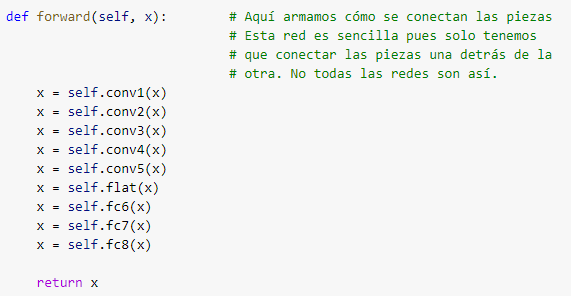 def forward(self, x):        # Aquí armamos cómo se conectan las piezas
                             # Esta red es sencilla pues solo tenemos
                             # que conectar las piezas una detrás de la
                             # otra. No todas las redes son así.
    x = self.conv1(x)
    x = self.conv2(x)
    x = self.conv3(x)
    x = self.conv4(x)
    x = self.conv5(x)
    x = self.flat(x)
    x = self.fc6(x)
    x = self.fc7(x)
    x = self.fc8(x)

    return x